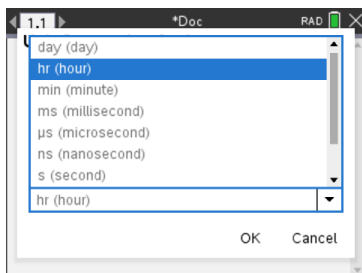 1.1 *Doc RAD
day (day)
hr (hour)
min (minute)
ms (millisecond)
µs (microsecond)
ns (nanosecond)
s (second)
hr (hour)
OK Cancel